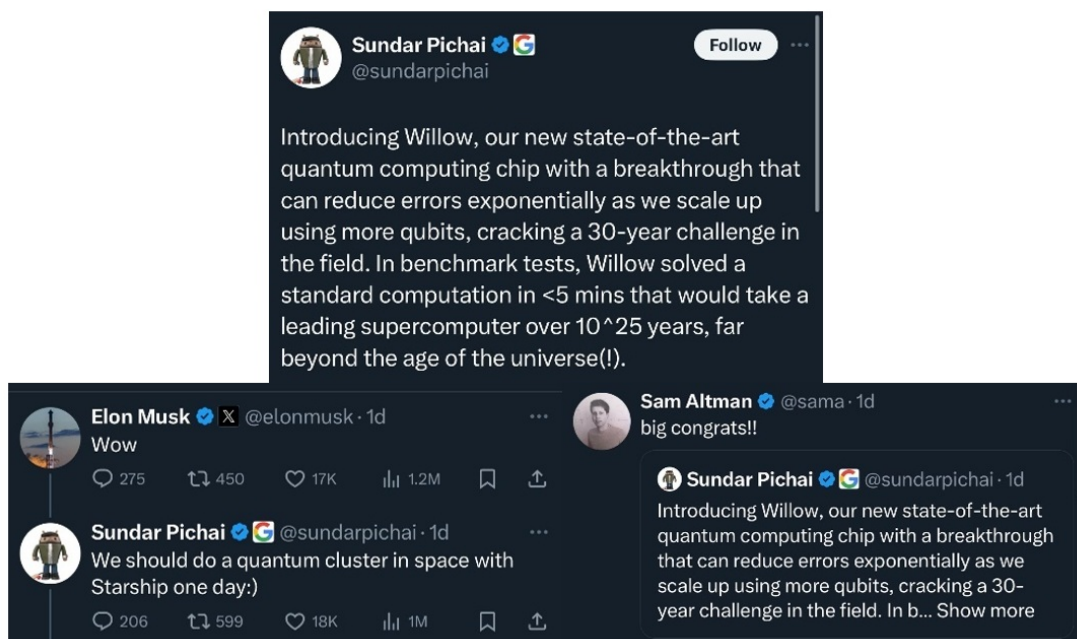 Sundar Pichai
@sundarpichai
Follow
Introducing Willow, our new state-of-the-art
quantum computing chip with a breakthrough that
can reduce errors exponentially as we scale up
using more qubits, cracking a 30-year challenge in
the field. In benchmark tests, Willow solved a
standard computation in <5 mins that would take a
leading supercomputer over 10^25 years, far
beyond the age of the universe(!).
Elon Musk @elonmusk · 1d
Wow
275 450 17K 1.2M
Sundar Pichai @sundarpichai · 1d
We should do a quantum cluster in space with
Starship one day:)
206 599 18K 1M
Sam Altman @sama · 1d
big congrats!!
Sundar Pichai @sundarpichai · 1d
Introducing Willow, our new state-of-the-art
quantum computing chip with a breakthrough
that can reduce errors exponentially as we
scale up using more qubits, cracking a 30-
year challenge in the field. In b... Show more